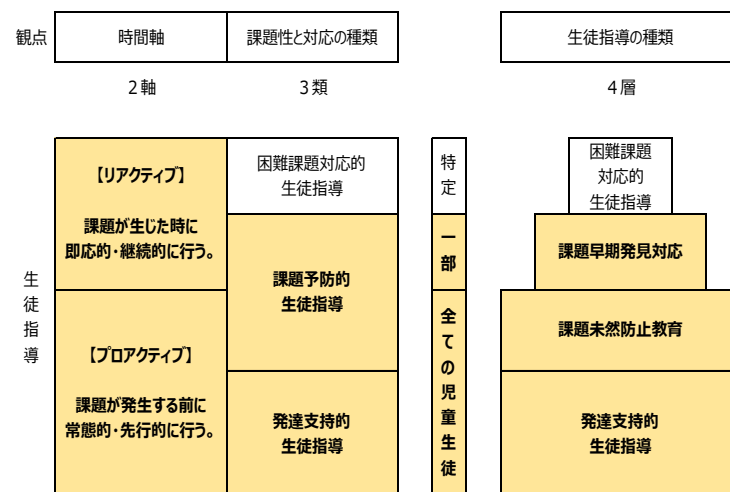 観点
時間軸
課題性と対応の種類
生徒指導の種類
2軸
3類
4層
生徒指導
【リアクティブ】
課題が生じた時に
即応的・継続的に行う。
【プロアクティブ】
課題が発生する前に
常態的・先行的に行う。
困難課題対応的
生徒指導
課題予防的
生徒指導
発達支持的
生徒指導
特定
一部
全ての児童生徒
困難課題
対応的
生徒指導
課題早期発見対応
課題未然防止教育
発達支持的
生徒指導